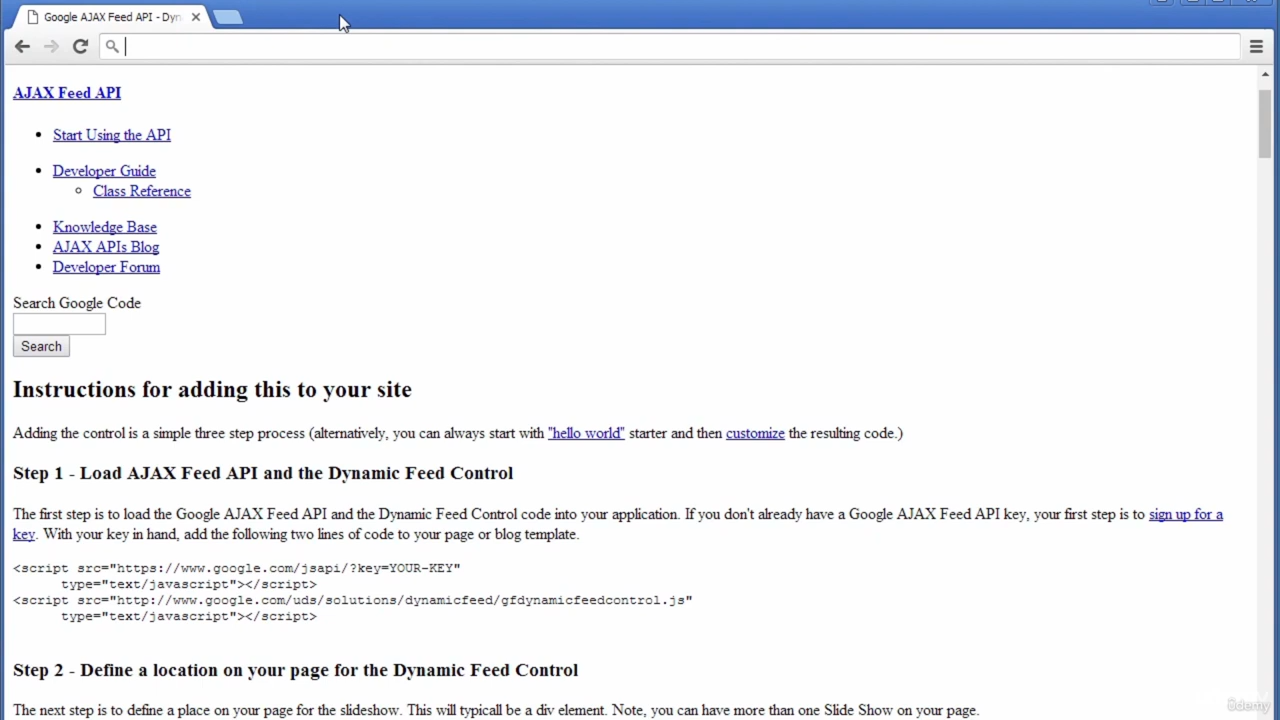 Google AJAX Feed API - Dyn
AJAX Feed API
Start Using the API
Developer Guide
Class Reference
Knowledge Base
AJAX APIs Blog
Developer Forum
Search Google Code
Search
Instructions for adding this to your site
Adding the control is a simple three step process (alternatively, you can always start with "hello world" starter and then customize the resulting code.)
Step 1 - Load AJAX Feed API and the Dynamic Feed Control
The first step is to load the Google AJAX Feed API and the Dynamic Feed Control code into your application. If you don't already have a Google AJAX Feed API key, your first step is to sign up for a
key. With your key in hand, add the following two lines of code to your page or blog template.
<script src="https://www.google.com/jsapi/?key=YOUR-KEY"
type="text/javascript"></script>
<script src="http://www.google.com/uds/solutions/dynamicfeed/gfdynamicfeedcontrol.js"
type="text/javascript"></script>
Step 2 - Define a location on your page for the Dynamic Feed Control
The next step is to define a place on your page for the slideshow. This will typicall be a div element. Note, you can have more than one Slide Show on your page.
ûdemy